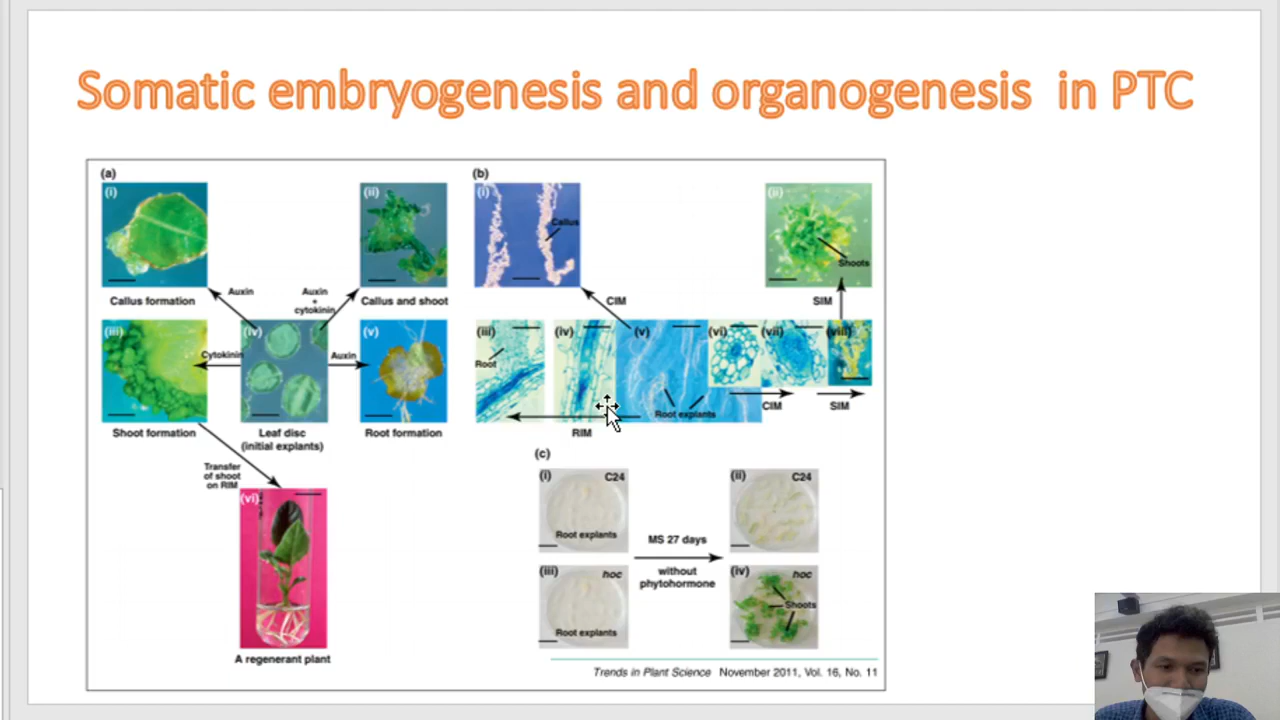 Somatic embryogenesis and organogenesis in PTC
(a)
(i)
Callus formation
Auxin
Auxin
+
cytokinin
(ii)
Callus and shoot
(iii)
Shoot formation
Cytokinin
(iv)
Leaf disc
(initial explants)
Auxin
(v)
Root formation
Transfer
of shoot
on RIM
(vi)
A regenerant plant
(b)
(i)
Callus
CIM
(ii)
Shoots
SIM
(iii)
Root
(iv)
(v)
Root explants
(vi)
(vii)
(viii)
RIM
CIM
SIM
(c)
(i)
C24
Root explants
MS 27 days
without
phytohormone
(ii)
C24
(iii)
hoc
Root explants
(iv)
hoc
Shoots
Trends in Plant Science November 2011, Vol. 16, No. 11